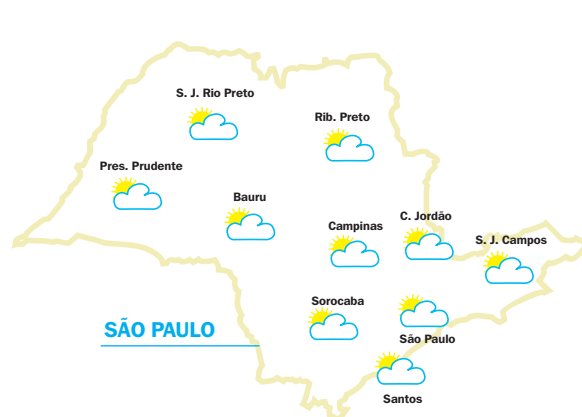 S. J. Rio Preto
Rib. Preto
Pres. Prudente
Bauru
C. Jordão
Campinas
S. J. Campos
Sorocaba
SÃO PAULO
São Paulo
Santos